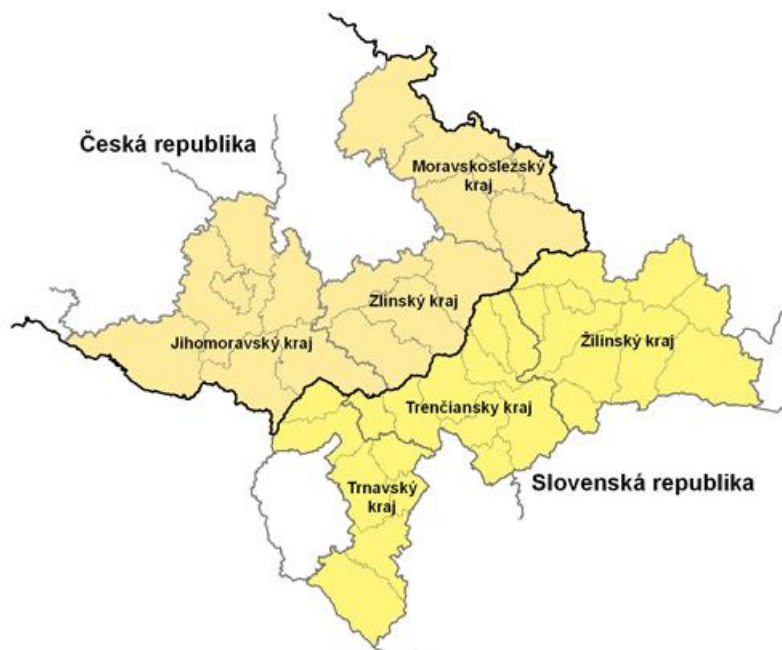 Česká republika
Moravskoslezský
kraj
Zlínský kraj
Jihomoravský kraj
Žilinský kraj
Trenčiansky kraj
Slovenská republika
Trnavský
kraj